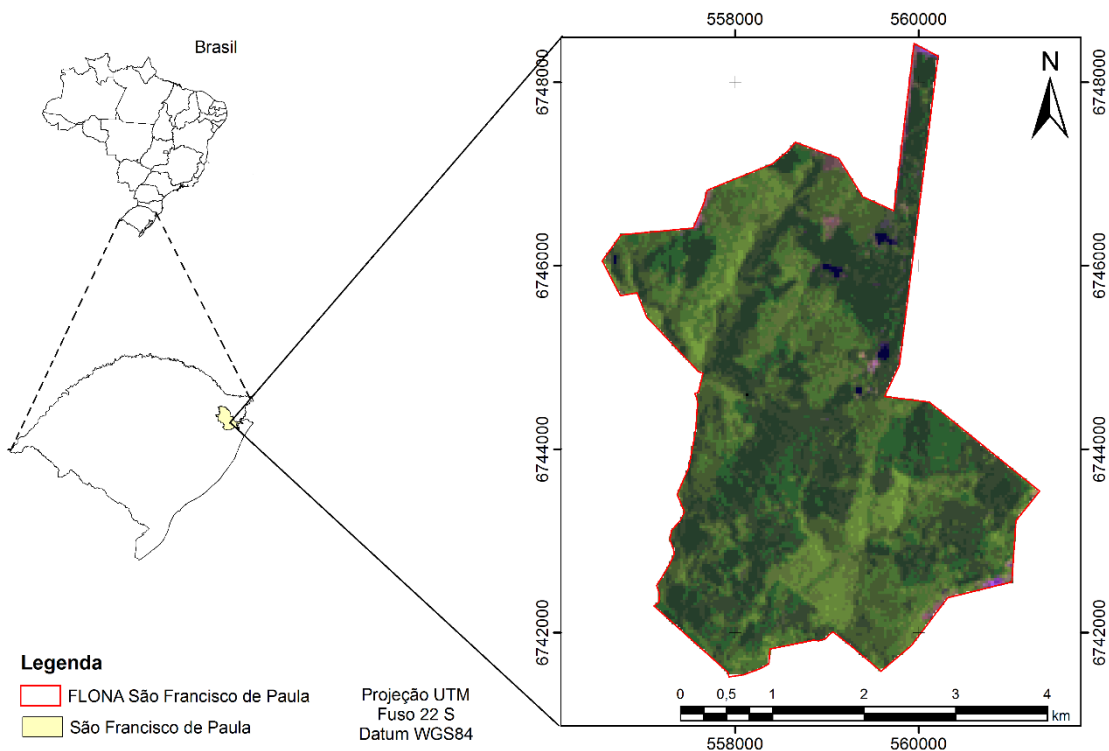 Brasil
558000
560000
N
6748000
6748000
6746000
6746000
6744000
6744000
6742000
6742000
Legenda
FLONA São Francisco de Paula
São Francisco de Paula
Projeção UTM
Fuso 22 S
Datum WGS84
0 0,5 1 2 3 4
km
558000
560000